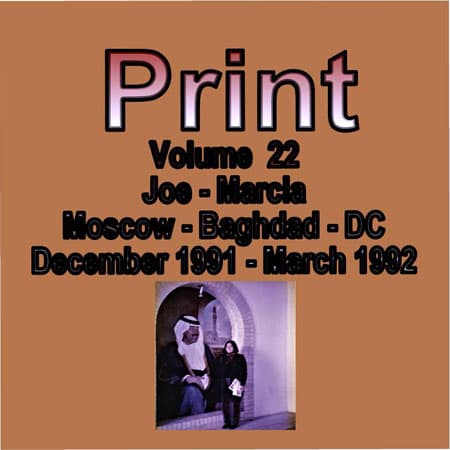 Print
Volume 22
Joe - Marcia
Moscow - Baghdad - DC
December 1991 - March 1992